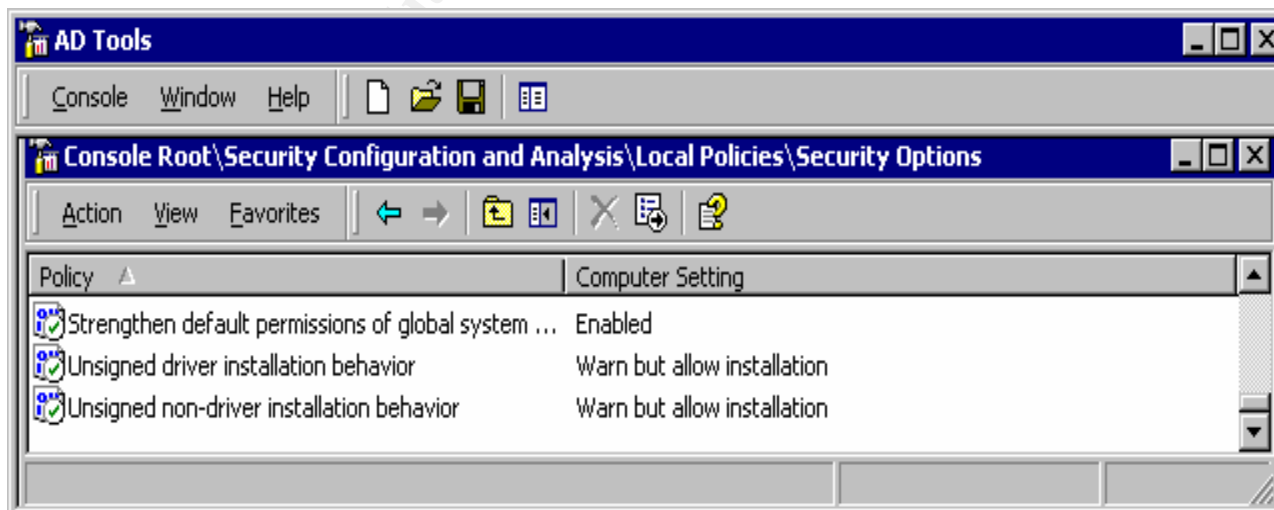 AD Tools
Console Window Help
Console Root\Security Configuration and Analysis\Local Policies\Security Options
Action View Favorites
Policy Computer Setting
Strengthen default permissions of global system ... Enabled
Unsigned driver installation behavior Warn but allow installation
Unsigned non-driver installation behavior Warn but allow installation